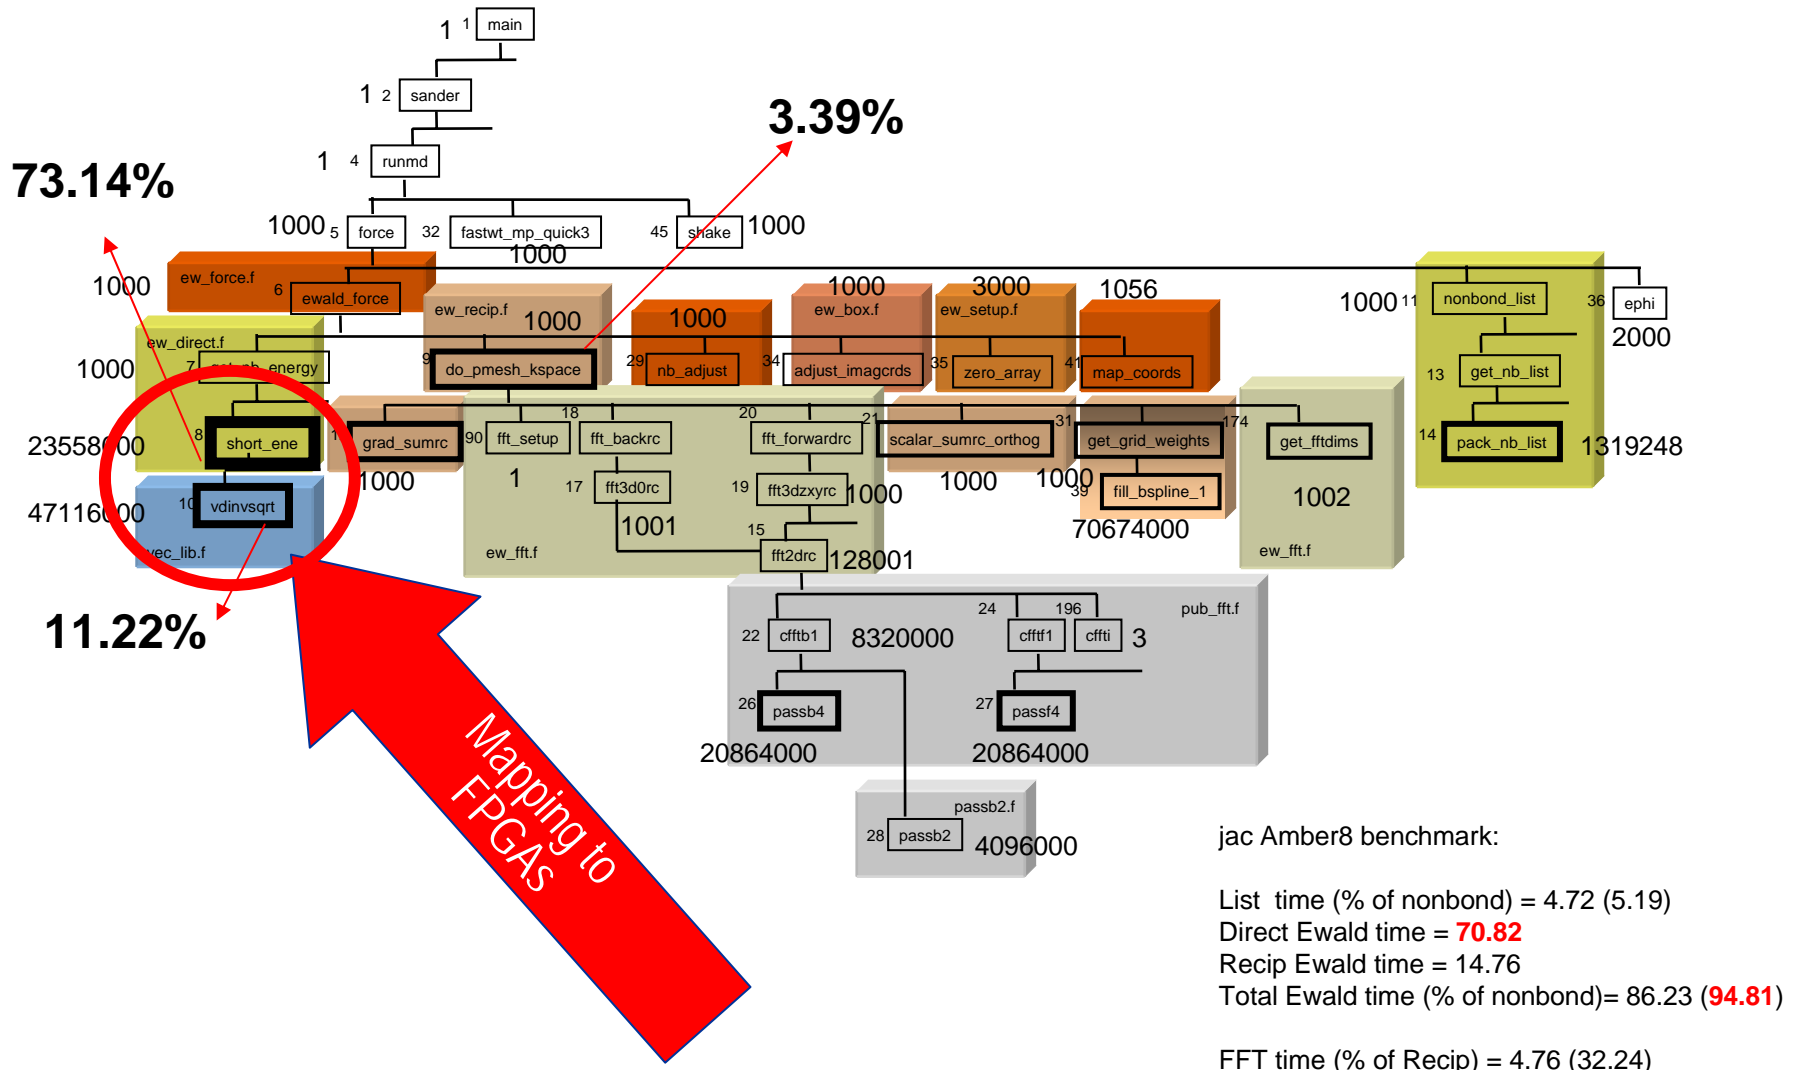 1 1 main
1 2 sander
3.39%
1 4 runmd
73.14%
1000 5 force 32 fastwt_mp_quick3 45 shake 1000
1000
1000 ew_force.f 6 ewald_force
ew_recip.f 1000 1000
1000 ew_box.f 3000 ew_setup.f 1056
1000 11 nonbond_list 36 ephi
2000
ew_direct.f
1000 7 energy
9 do_pmesh_kspace 29 nb_adjust 34 adjust_imagcrds 35 zero_array 41 map_coords
13 get_nb_list
23558000 8 short_ene
1 grad_sumrc 90 fft_setup 18 fft_backrc 20 fft_forwardrc 21 scalar_sumrc_orthog 31 get_grid_weights 174 get_fftdims
14 pack_nb_list 1319248
1000 1 17 fft3d0rc 19 fft3dzxyrc 1000 1000 1000 39 fill_bspline_1 1002
47116000 10 vdinvsqrt
1001 15 70674000
vec_lib.f ew_fft.f fft2drc 128001 ew_fft.f
11.22%
24 196 pub_fft.f
22 cfftb1 8320000 cfftf1 cffti 3
26 passb4 27 passf4
20864000 20864000
Mapping to
FPGAs
passb2.f
28 passb2 4096000
jac Amber8 benchmark:
List time (% of nonbond) = 4.72 (5.19)
Direct Ewald time = 70.82
Recip Ewald time = 14.76
Total Ewald time (% of nonbond)= 86.23 (94.81)
FFT time (% of Recip) = 4.76 (32.24)